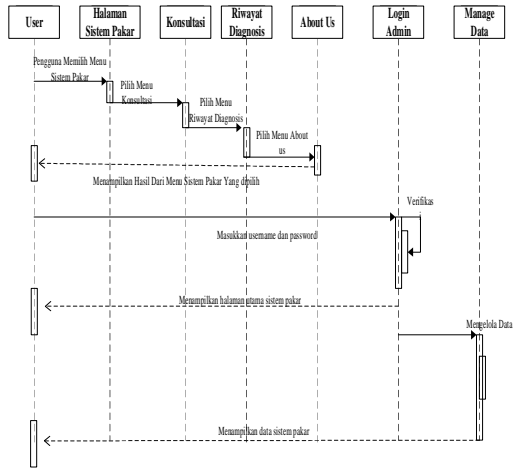 User
Halaman
Sistem Pakar
Konsultasi
Riwayat
Diagnosis
About Us
Login
Admin
Manage
Data
Pengguna Memilih Menu
Sistem Pakar
Pilih Menu
Konsultasi
Pilih Menu
Riwayat Diagnosis
Pilih Menu About
us
Menampilkan Hasil Dari Menu Sistem Pakar Yang dipilih
Verifikas
i
Masukkan username dan password
Menampilkan halaman utama sistem pakar
Mengelola Data
Menampilkan data sistem pakar